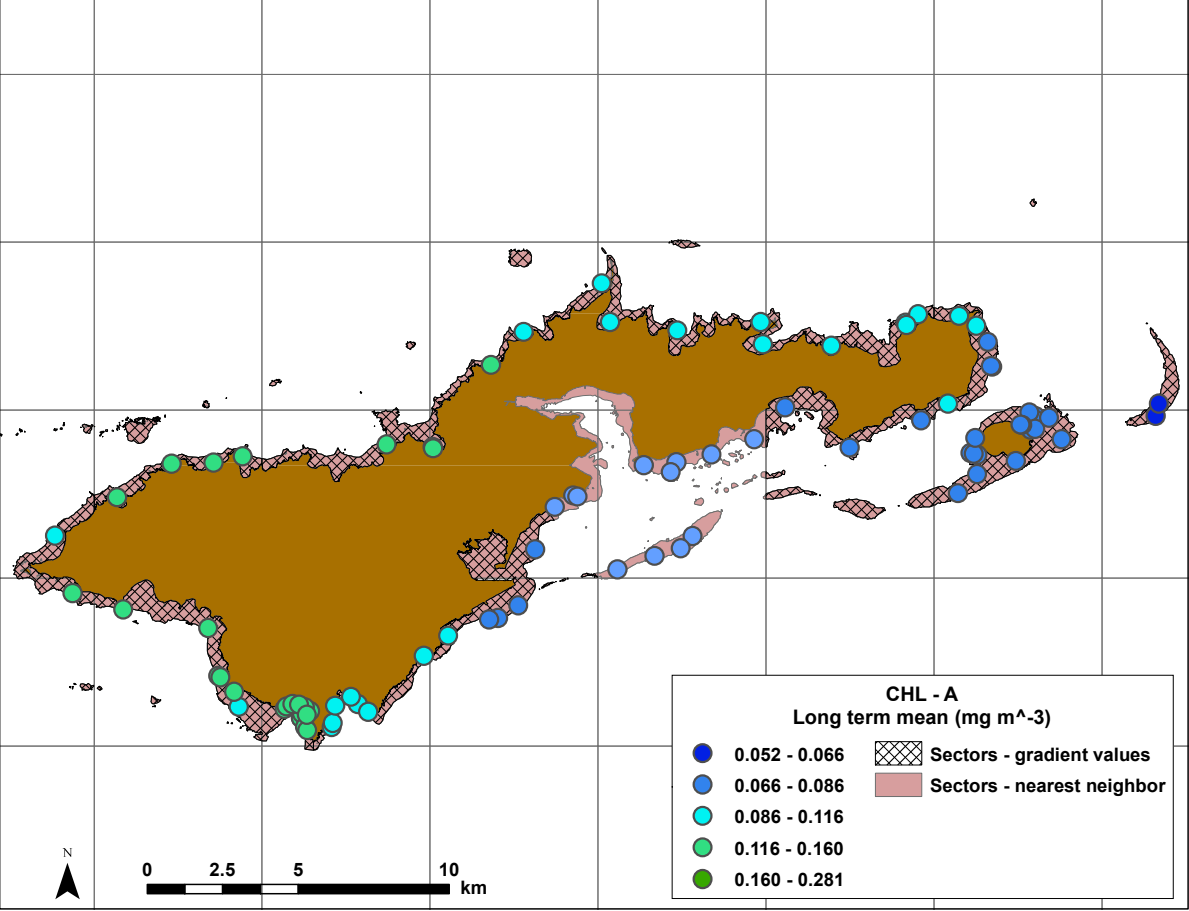 CHL - A
Long term mean (mg m^-3)
0.052 - 0.066
Sectors - gradient values
0.066 - 0.086
Sectors - nearest neighbor
0.086 - 0.116
0.116 - 0.160
0.160 - 0.281
N
0 2.5 5 10
km